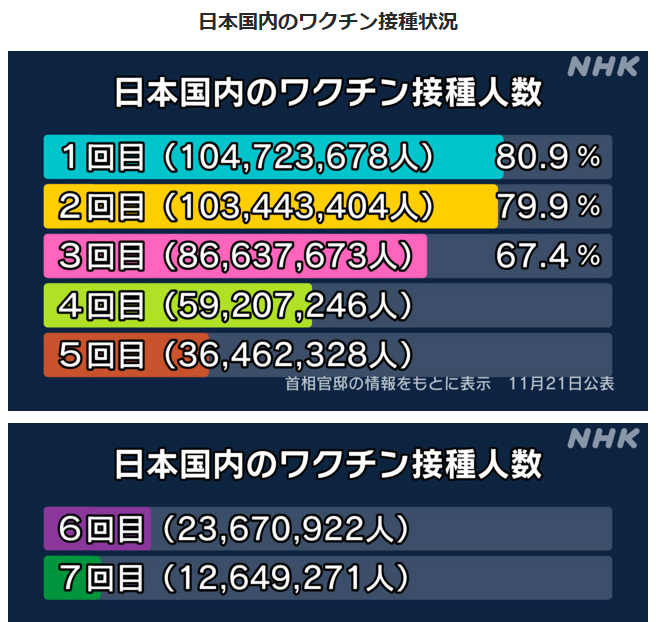 日本国内のワクチン接種状況
NHK
日本国内のワクチン接種人数
1回目（104,723,678人） 80.9％
2回目（103,443,404人） 79.9％
3回目（86,637,673人） 67.4％
4回目（59,207,246人）
5回目（36,462,328人）
首相官邸の情報をもとに表示　11月21日公表
NHK
日本国内のワクチン接種人数
6回目（23,670,922人）
7回目（12,649,271人）